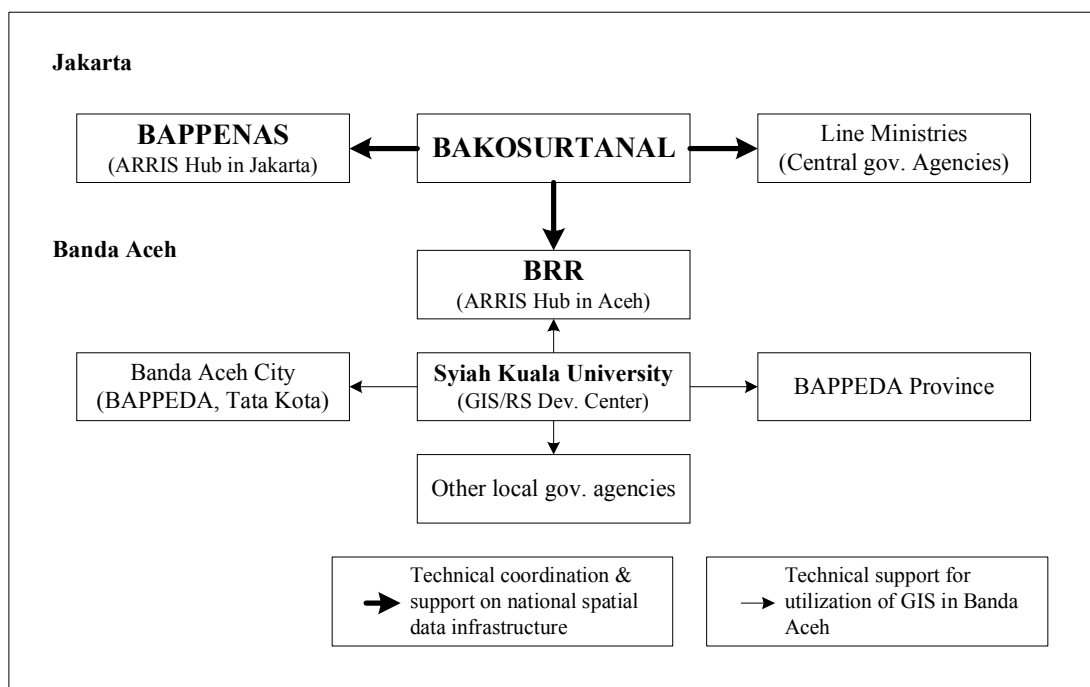 Jakarta
BAPPENAS
(ARRIS Hub in Jakarta)
BAKOSURTANAL
Line Ministries
(Central gov. Agencies)
Banda Aceh
BRR
(ARRIS Hub in Aceh)
Banda Aceh City
(BAPPEDA, Tata Kota)
Syiah Kuala University
(GIS/RS Dev. Center)
BAPPEDA Province
Other local gov. agencies
Technical coordination &
support on national spatial
data infrastructure
Technical support for
utilization of GIS in Banda
Aceh